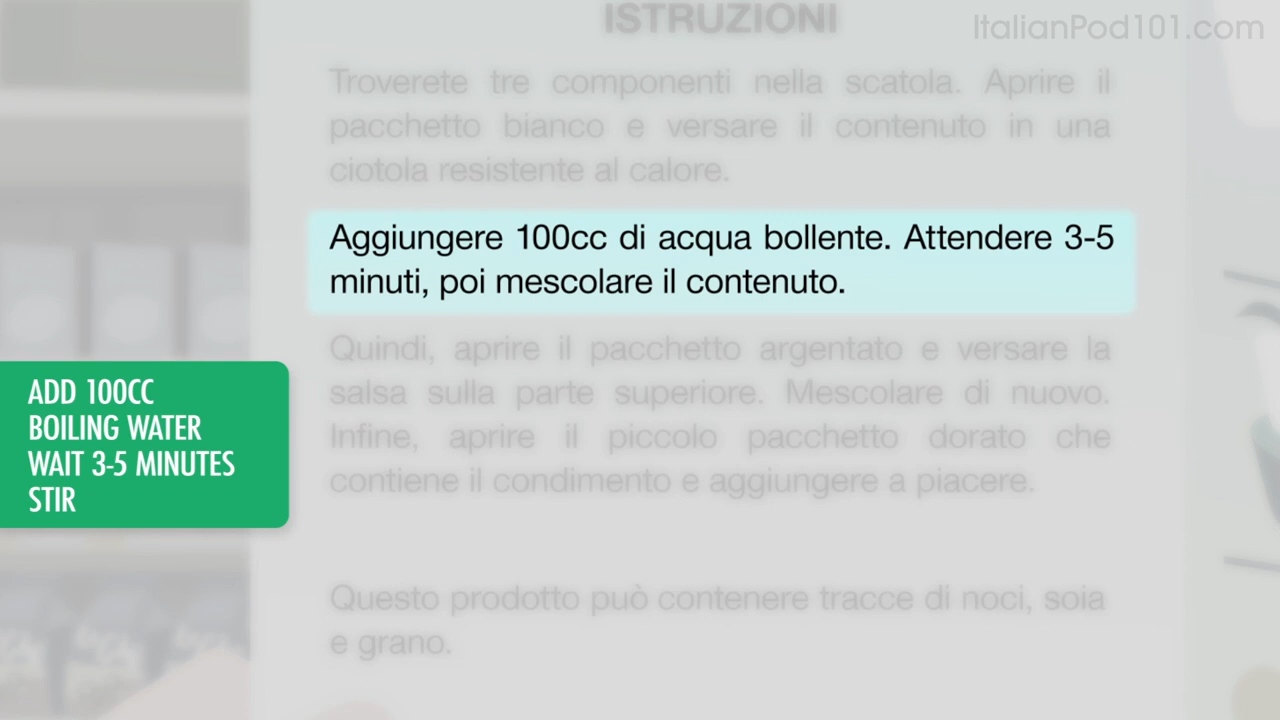 ISTRUZIONI
ItalianPod101.com
Troverete tre componenti nella scatola. Aprire il
pacchetto bianco e versare il contenuto in una
ciotola resistente al calore.
Aggiungere 100cc di acqua bollente. Attendere 3-5
minuti, poi mescolare il contenuto.
Quindi, aprire il pacchetto argentato e versare la
salsa sulla parte superiore. Mescolare di nuovo.
Infine, aprire il piccolo pacchetto dorato che
contiene il condimento e aggiungere a piacere.
ADD 100CC
BOILING WATER
WAIT 3-5 MINUTES
STIR
Questo prodotto può contenere tracce di noci, soia
e grano.